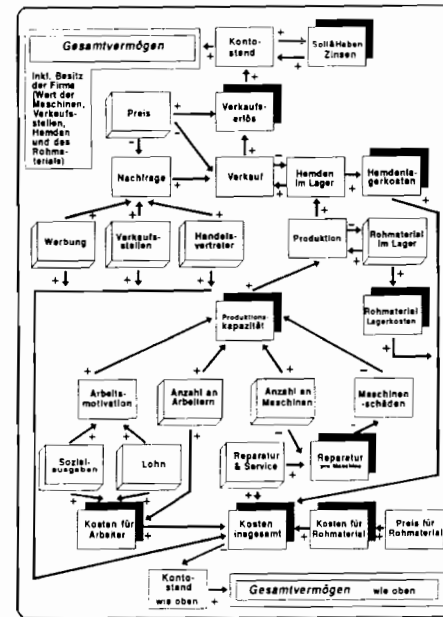 Gesamtvermögen
Konto-
stand
Soll&Haben
Zinsen
Inkl. Besitz
der Firma
(Wert der
Maschinen,
Verkaufs-
stellen,
Hemden
und des
Rohma-
terials)
Preis
Verkaufs-
erlös
Nachfrage
Verkauf
Hemden
im Lager
Hemdenla-
gerkosten
Werbung
Verkaufs-
stellen
Handels-
vertreter
Produktion
Rohmaterial
im Lager
Produktions-
kapazität
Rohmaterial
Lagerkosten
Arbeits-
motivation
Anzahl an
Arbeitern
Anzahl an
Maschinen
Maschinen
-schäden
Sozial-
ausgaben
Lohn
Reparatur
& Service
Reparatur
pro Maschine
Kosten für
Arbeiter
Kosten
insgesamt
Kosten für
Rohmaterial
Preis für
Rohmaterial
Konto-
stand
wie oben
Gesamtvermögen wie oben